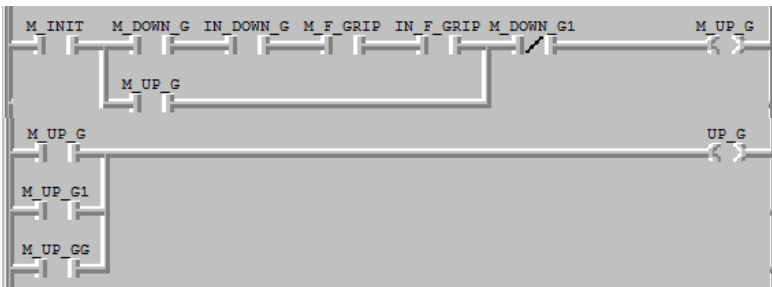 M_INIT M_DOWN_G IN_DOWN_G M_F_GRIP IN_F_GRIP M_DOWN_G1 M_UP_G
M_UP_G
M_UP_G UP_G
M_UP_G1
M_UP_GG